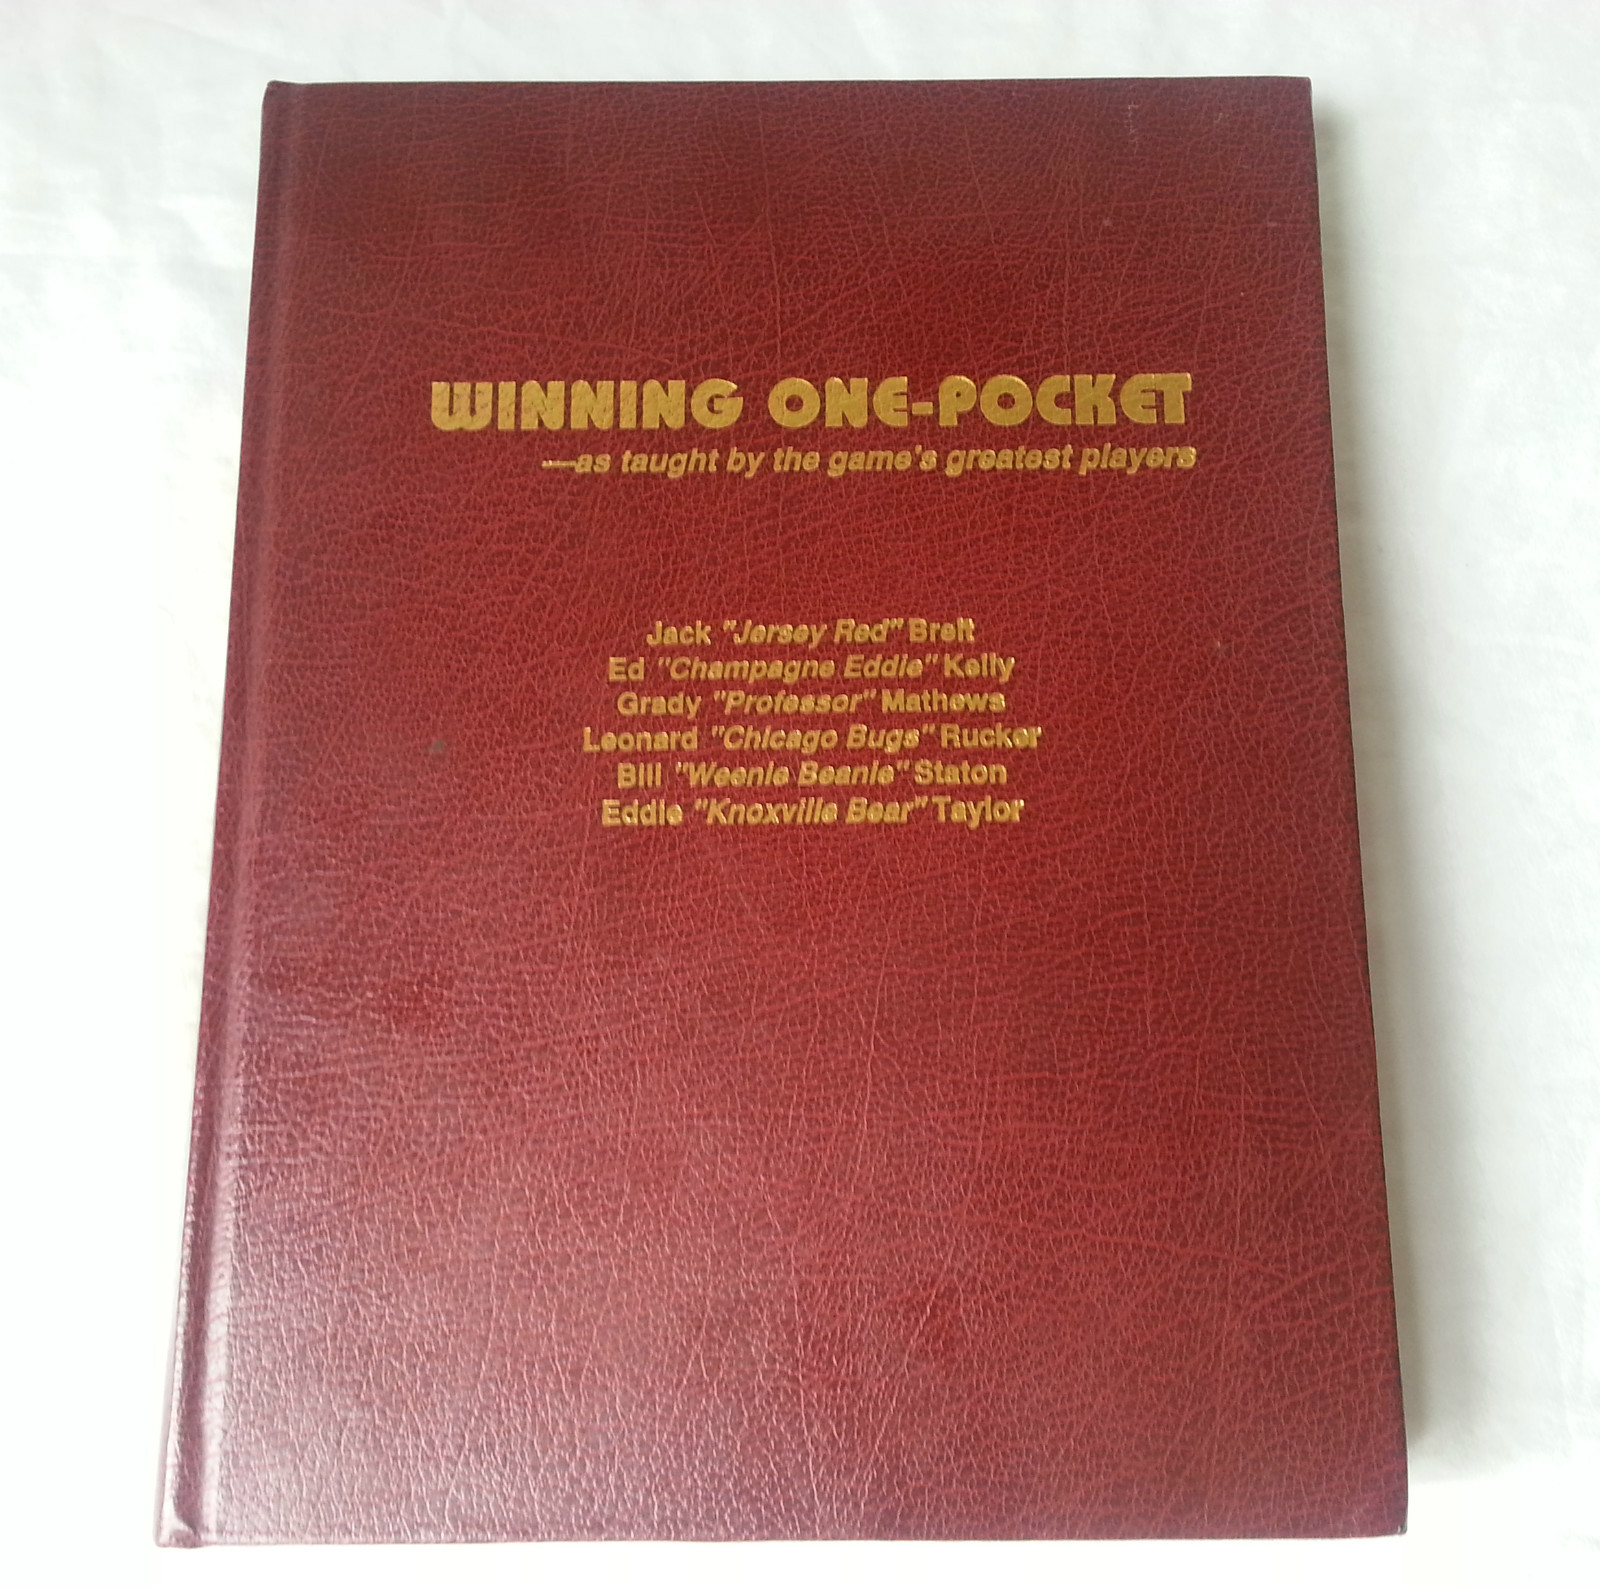 WINNING ONE-POCKET
—as taught by the game's greatest players
Jack "Jersey Red" Breit
Ed "Champagne Eddie" Kelly
Grady "Professor" Mathews
Leonard "Chicago Bugs" Rucker
Bill "Weenie Beanie" Staton
Eddie "Knoxville Bear" Taylor